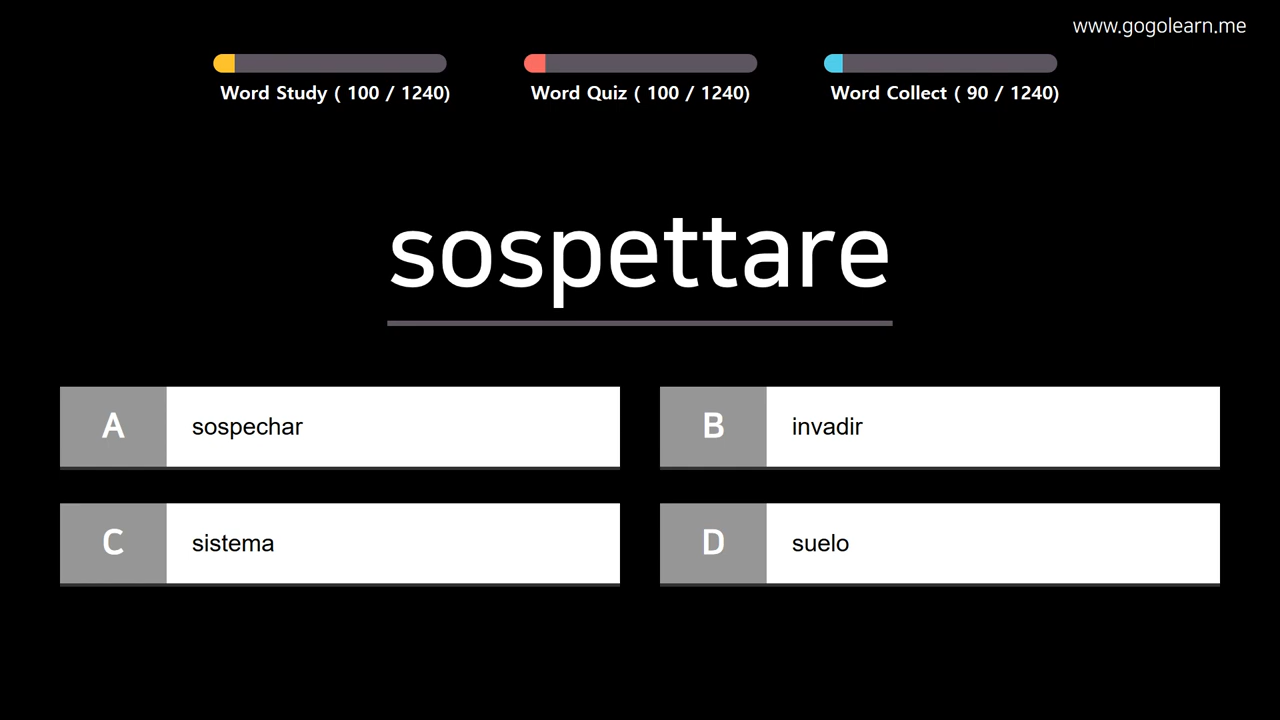 www.gogolearn.me
Word Study ( 100 / 1240)
Word Quiz ( 100 / 1240)
Word Collect ( 90 / 1240)
sospettare
A sospechar
B invadir
C sistema
D suelo